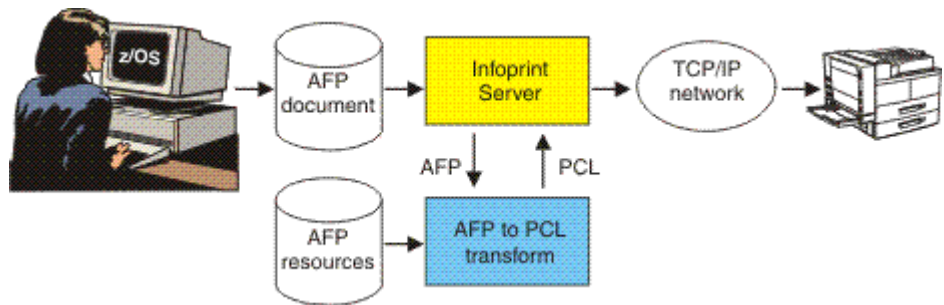 z/OS
AFP
document
Infoprint
Server
TCP/IP
network
AFP
PCL
AFP
resources
AFP to PCL
transform